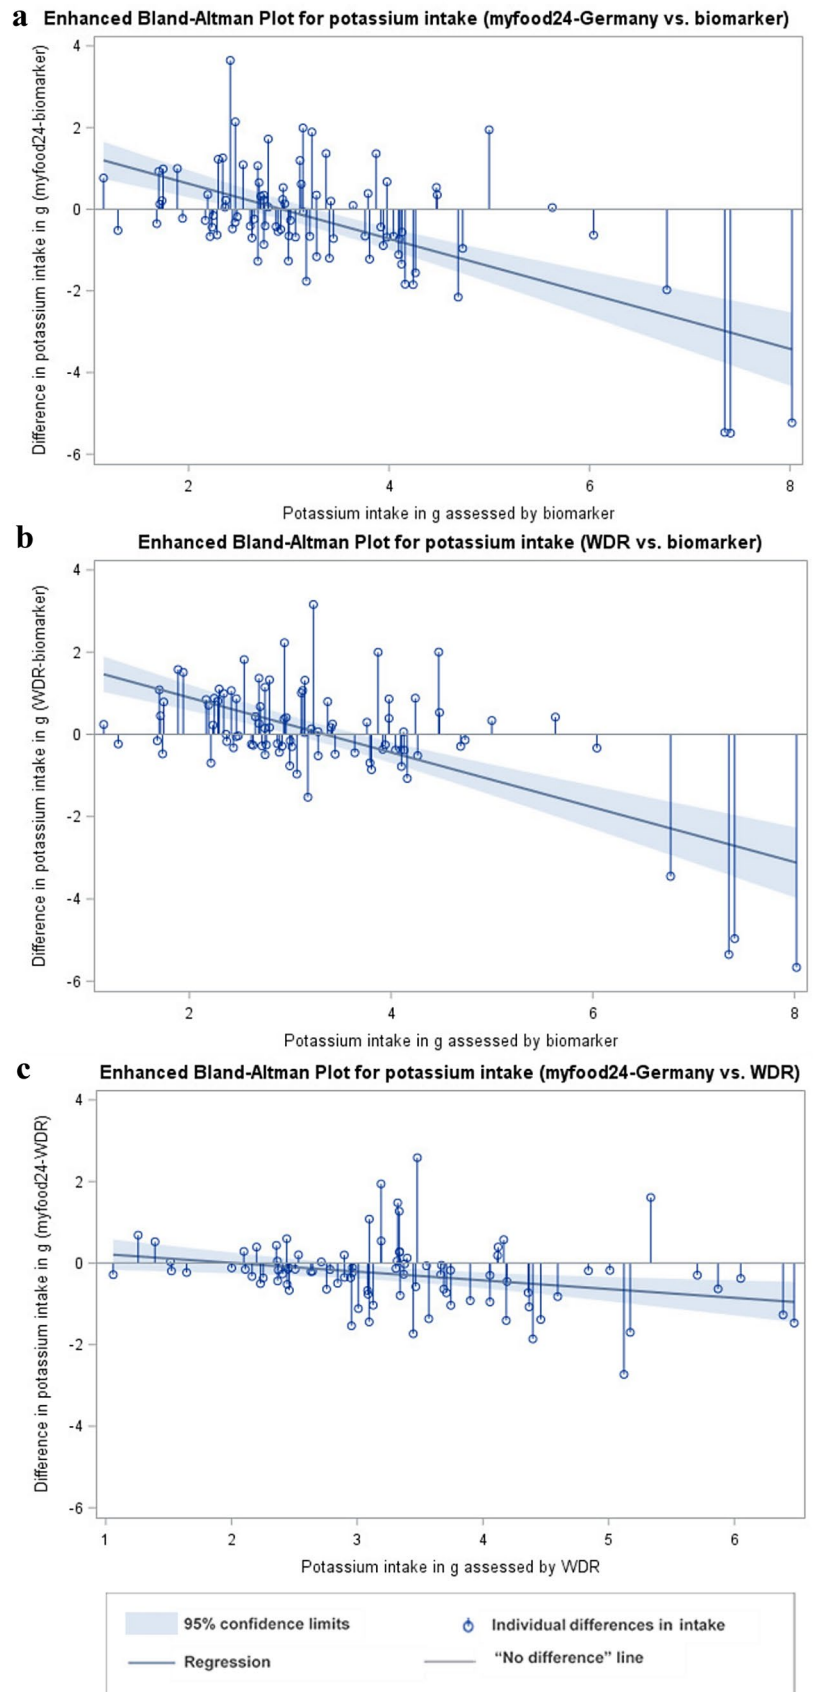 a Enhanced Bland-Altman Plot for potassium intake (myfood24-Germany vs. biomarker)
Difference in potassium intake in g (myfood24-biomarker)
4
2
0
-2
-4
-6
2 4 6 8
Potassium intake in g assessed by biomarker
b Enhanced Bland-Altman Plot for potassium intake (WDR vs. biomarker)
Difference in potassium intake in g (WDR-biomarker)
4
2
0
-2
-4
-6
2 4 6 8
Potassium intake in g assessed by biomarker
c Enhanced Bland-Altman Plot for potassium intake (myfood24-Germany vs. WDR)
Difference in potassium intake in g (myfood24-WDR)
4
2
0
-2
-4
-6
1 2 3 4 5 6
Potassium intake in g assessed by WDR
95% confidence limits Individual differences in intake
Regression “No difference” line